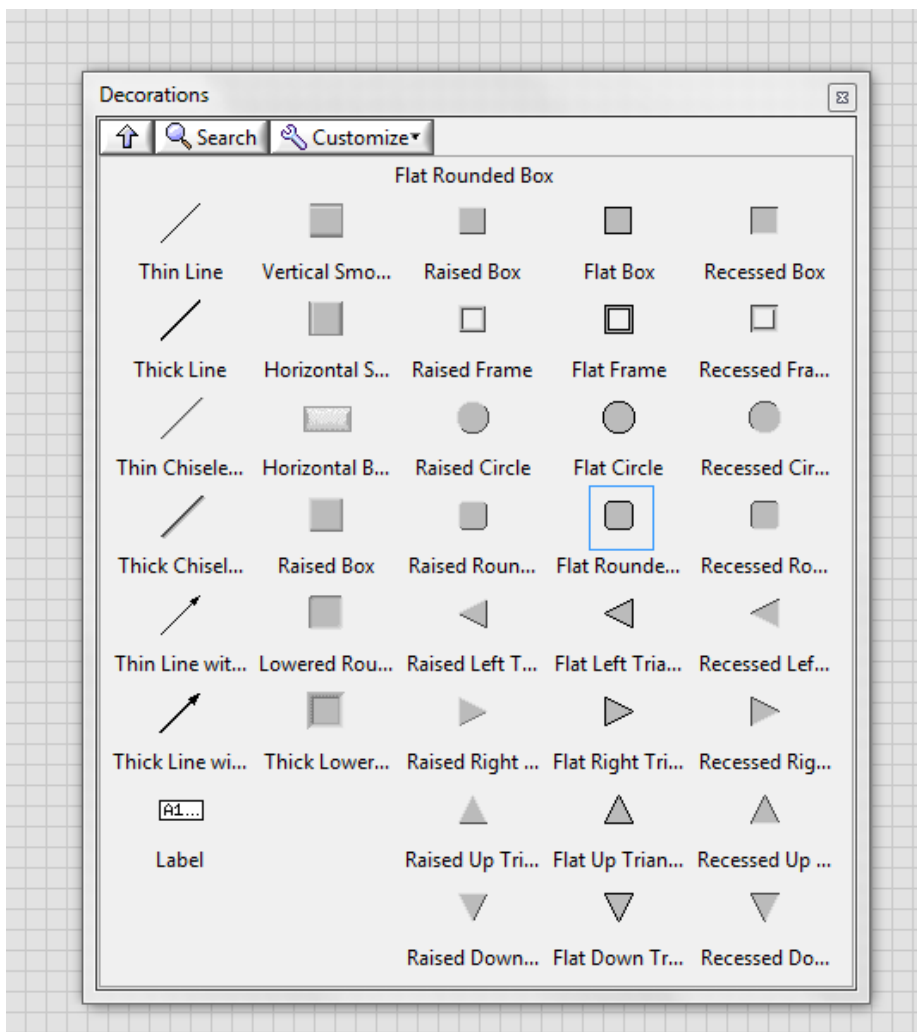 Decorations
Search Customize
Flat Rounded Box
Thin Line Vertical Smo... Raised Box Flat Box Recessed Box
Thick Line Horizontal S... Raised Frame Flat Frame Recessed Fra...
Thin Chisele... Horizontal B... Raised Circle Flat Circle Recessed Cir...
Thick Chisel... Raised Box Raised Roun... Flat Rounde... Recessed Ro...
Thin Line wit... Lowered Rou... Raised Left T... Flat Left Tria... Recessed Lef...
Thick Line wi... Thick Lower... Raised Right ... Flat Right Tri... Recessed Rig...
A1...
Label Raised Up Tri... Flat Up Trian... Recessed Up ...
Raised Down... Flat Down Tr... Recessed Do...